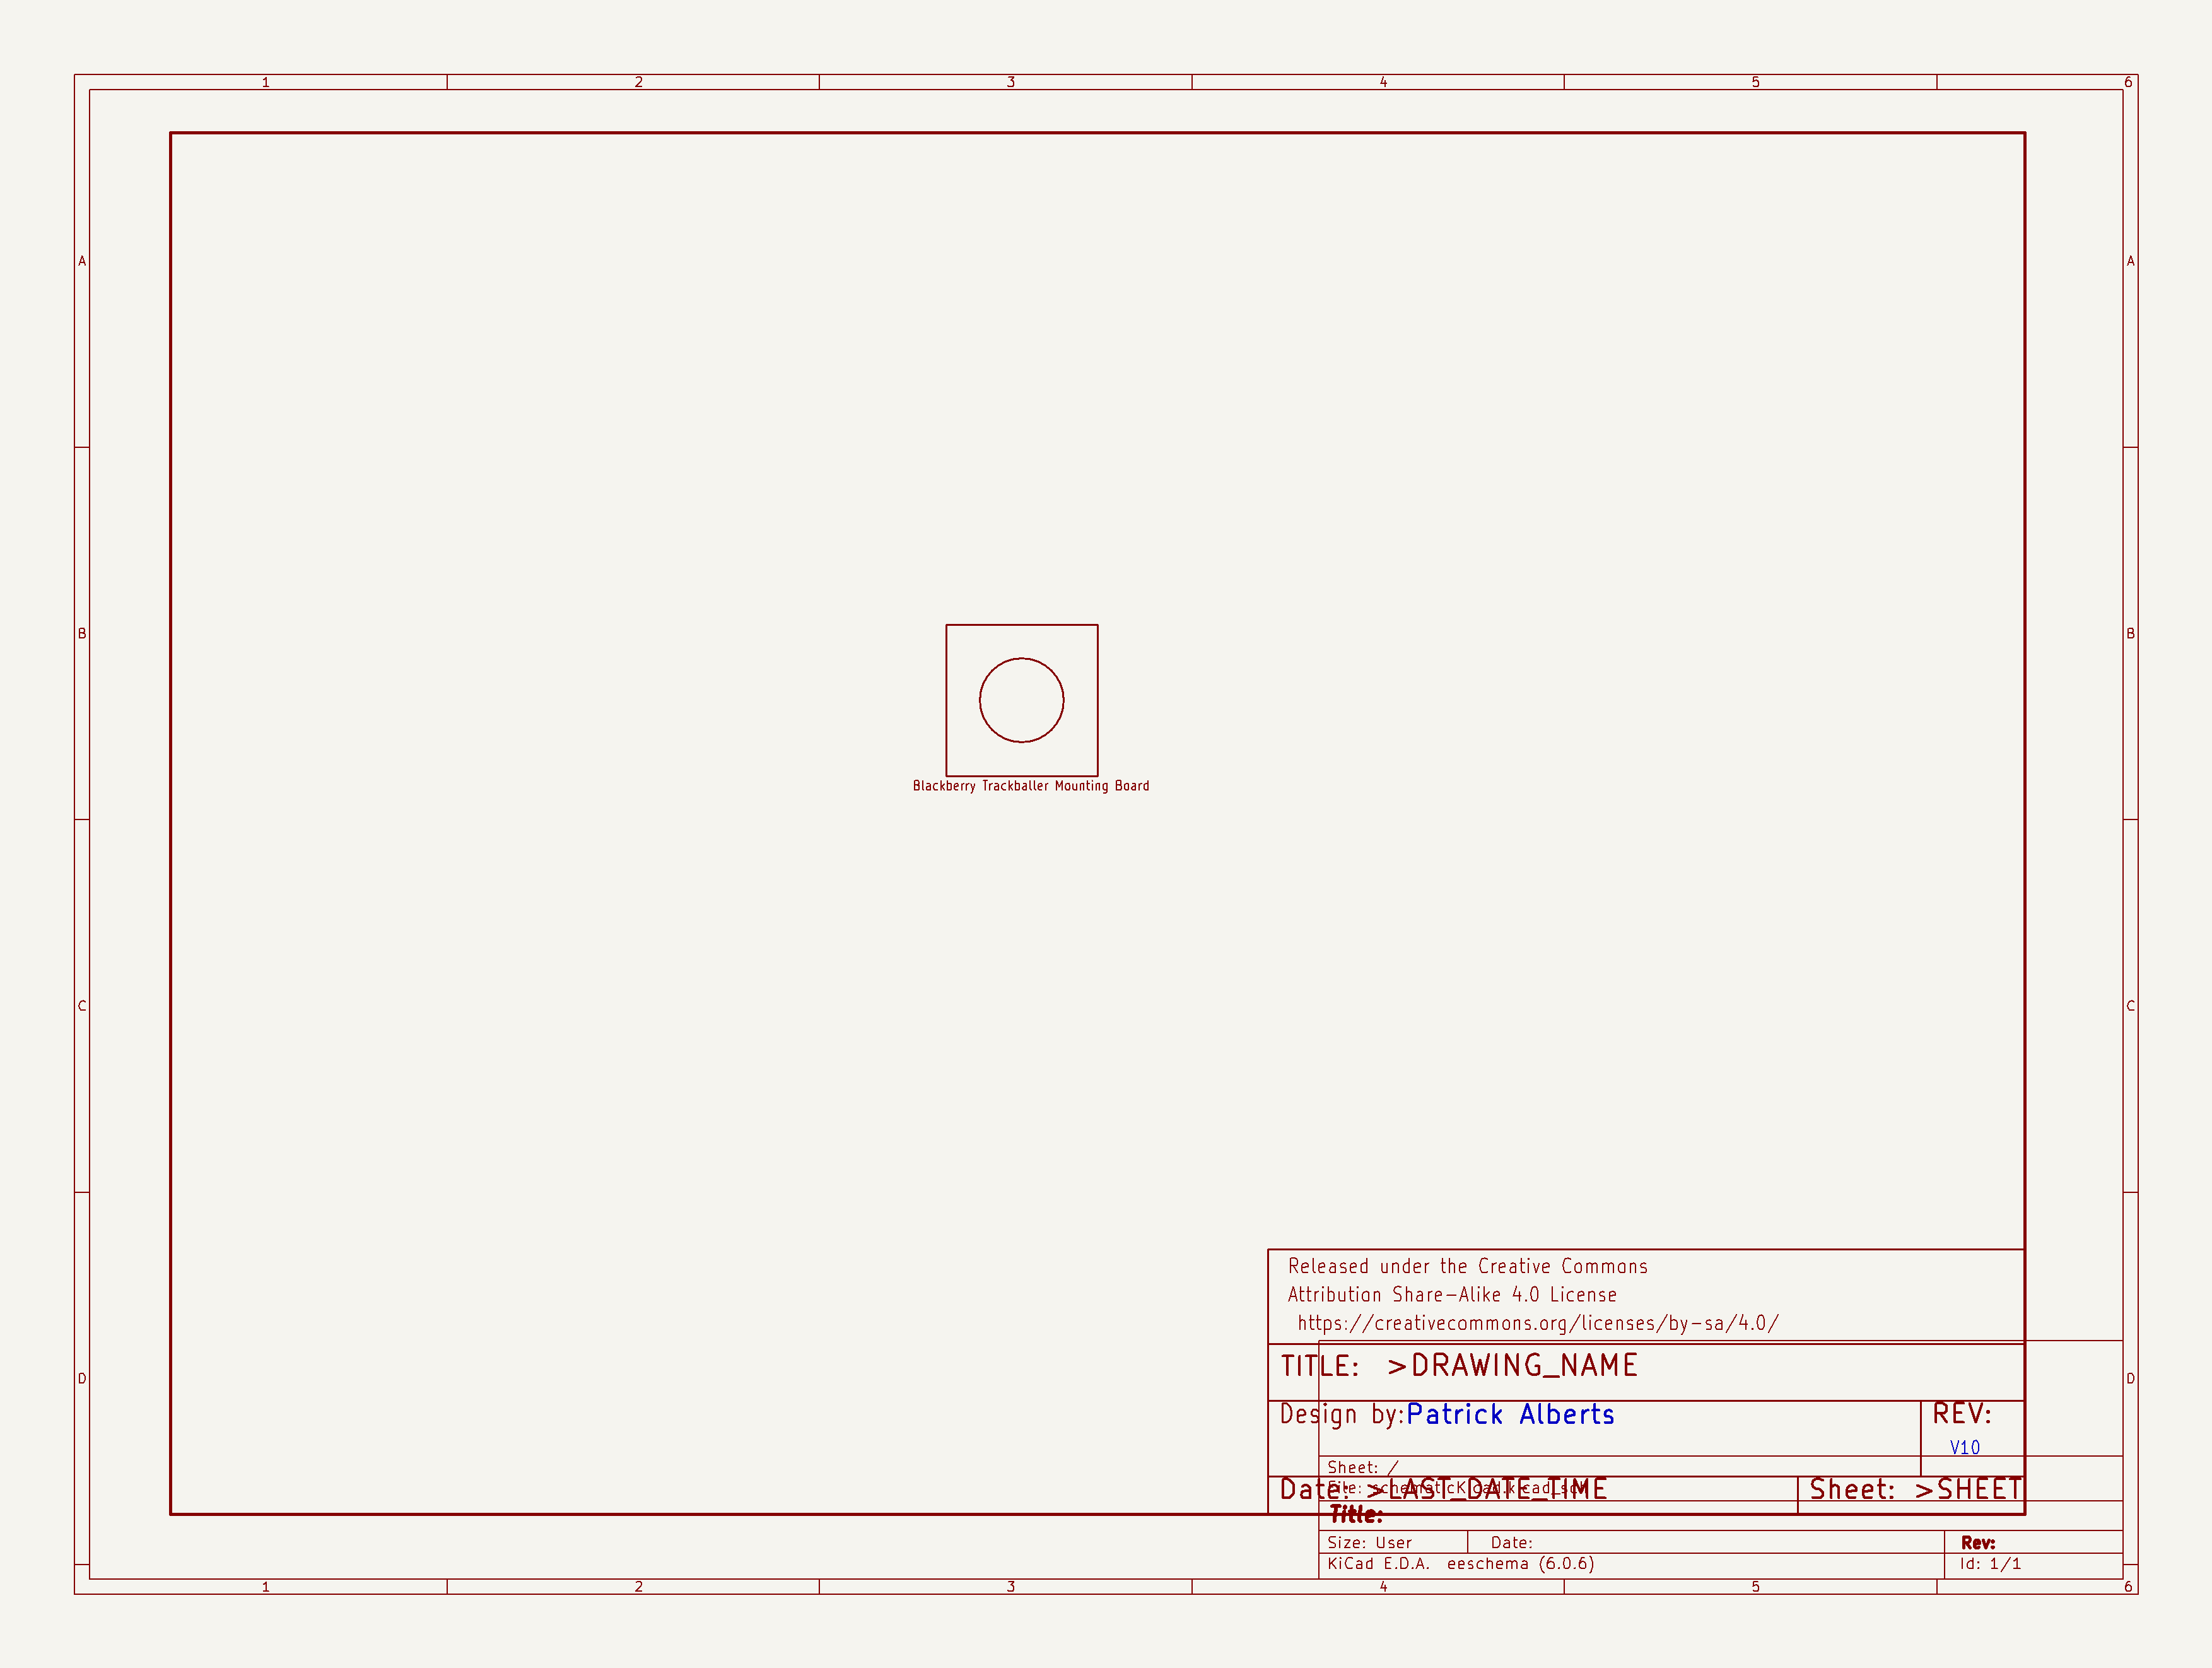 1 2 3 4 5 6
A A
B B
Blackberry Trackballer Mounting Board
C C
Released under the Creative Commons
Attribution Share-Alike 4.0 License
https://creativecommons.org/licenses/by-sa/4.0/
TITLE: >DRAWING_NAME
D D
Design by:Patrick Alberts REV:
V10
Sheet: /
File: schematicKicad.kicad_sch
Date: >LAST_DATE_TIME Sheet: >SHEET
Title:
Size: User Date: Rev:
KiCad E.D.A. eeschema (6.0.6) Id: 1/1
1 2 3 4 5 6